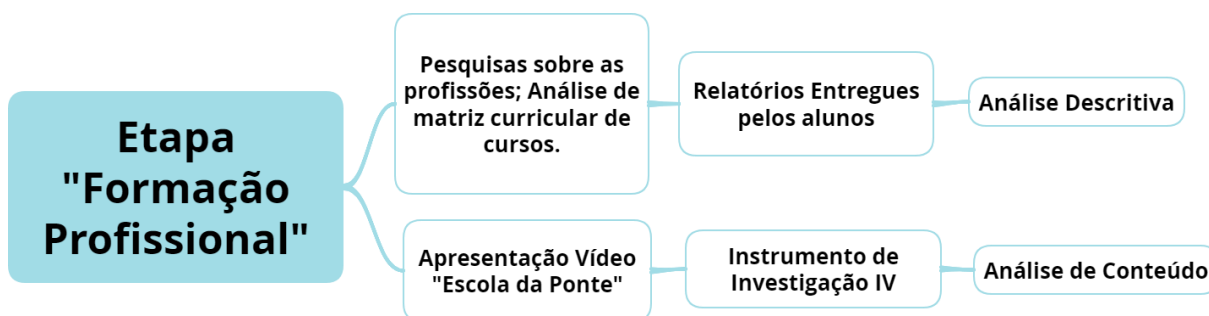 Etapa
"Formação
Profissional"
Pesquisas sobre as
profissões; Análise de
matriz curricular de
cursos.
Relatórios Entregues
pelos alunos
Análise Descritiva
Apresentação Vídeo
"Escola da Ponte"
Instrumento de
Investigação IV
Análise de Conteúdo